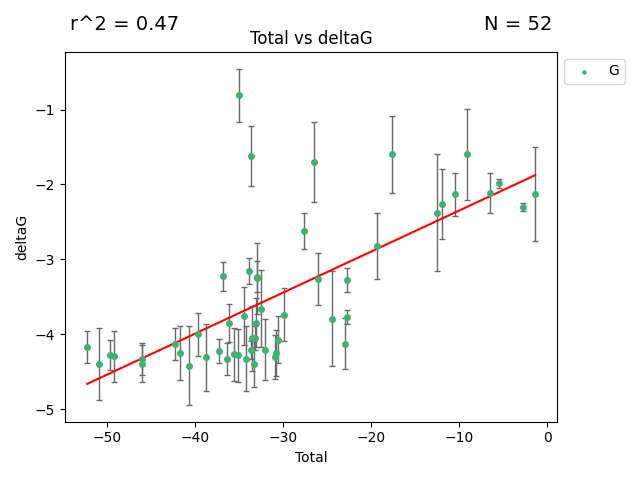 r^2 = 0.47
N = 52
Total vs deltaG
G
−1
−2
−3
−4
−5
deltaG
−50
−40
−30
−20
−10
0
Total